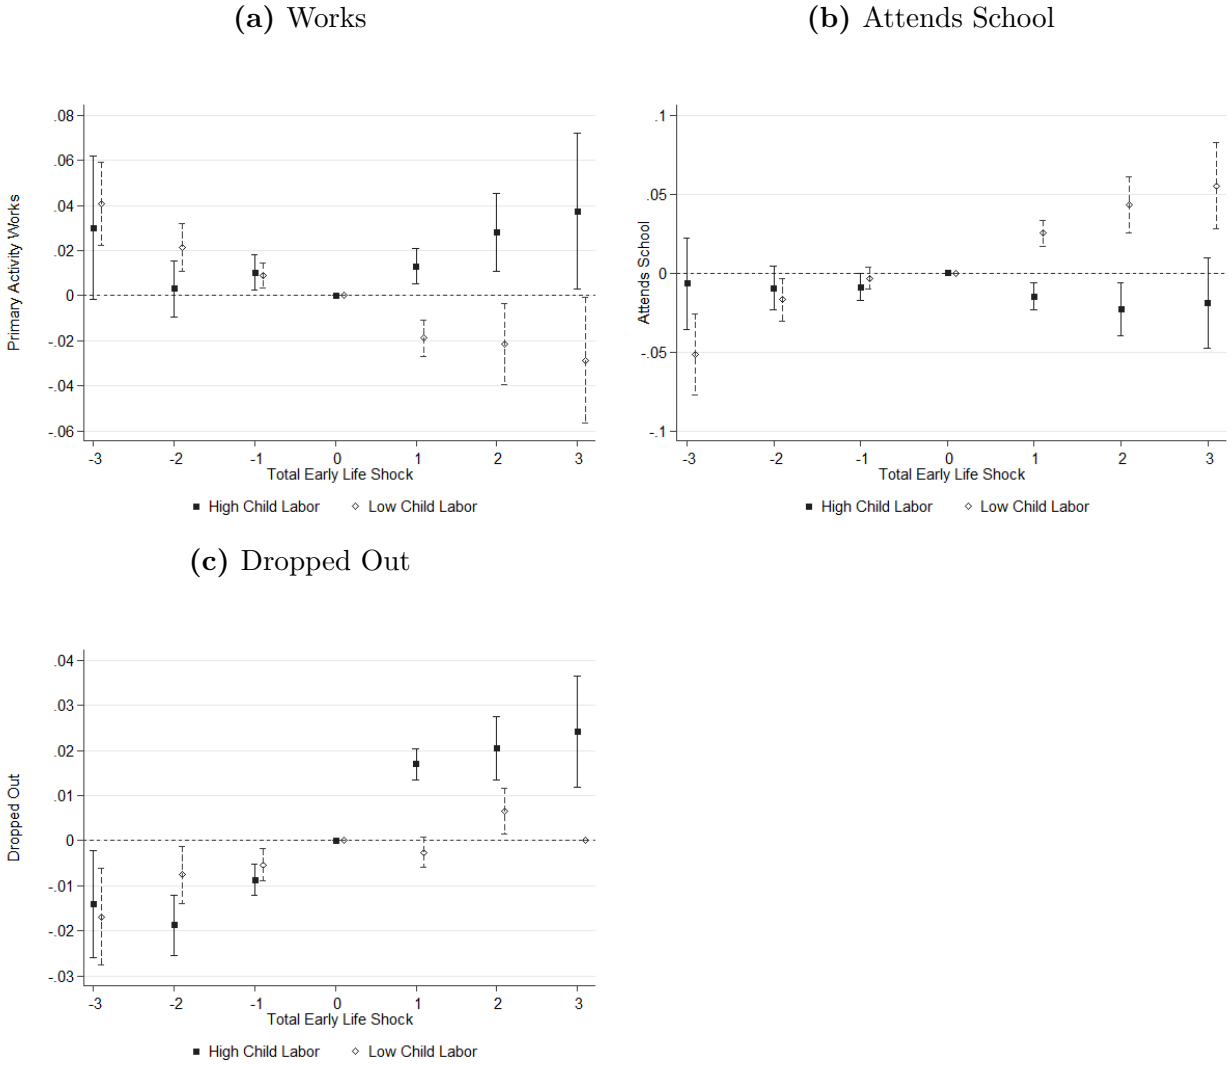 (a) Works
Primary Activity Works
.08
.06
.04
.02
0
-.02
-.04
-.06
-3 -2 -1 0 1 2 3
Total Early Life Shock
High Child Labor Low Child Labor
(b) Attends School
Attends School
.1
.05
0
-.05
-.1
-3 -2 -1 0 1 2 3
Total Early Life Shock
High Child Labor Low Child Labor
(c) Dropped Out
Dropped Out
.04
.03
.02
.01
0
-.01
-.02
-.03
-3 -2 -1 0 1 2 3
Total Early Life Shock
High Child Labor Low Child Labor